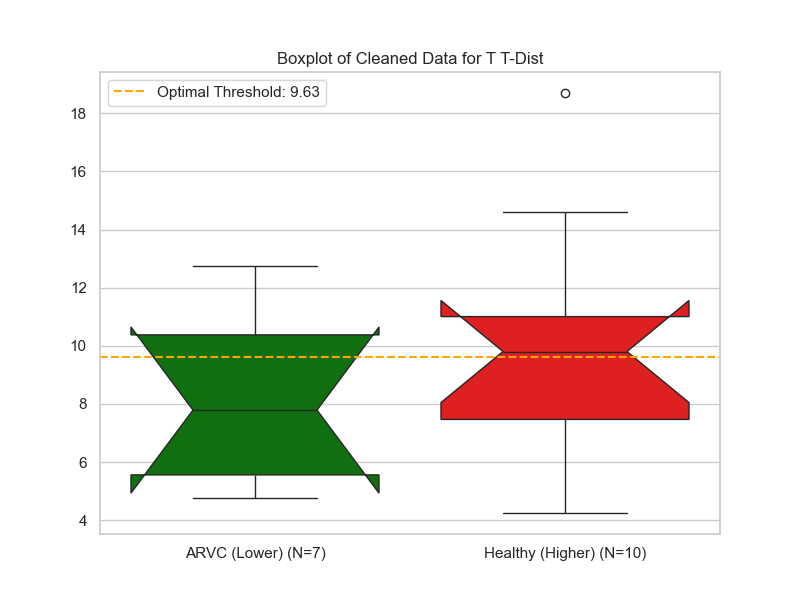 Boxplot of Cleaned Data for T T-Dist
Optimal Threshold: 9.63
18
16
14
12
10
8
6
4
ARVC (Lower) (N=7)
Healthy (Higher) (N=10)